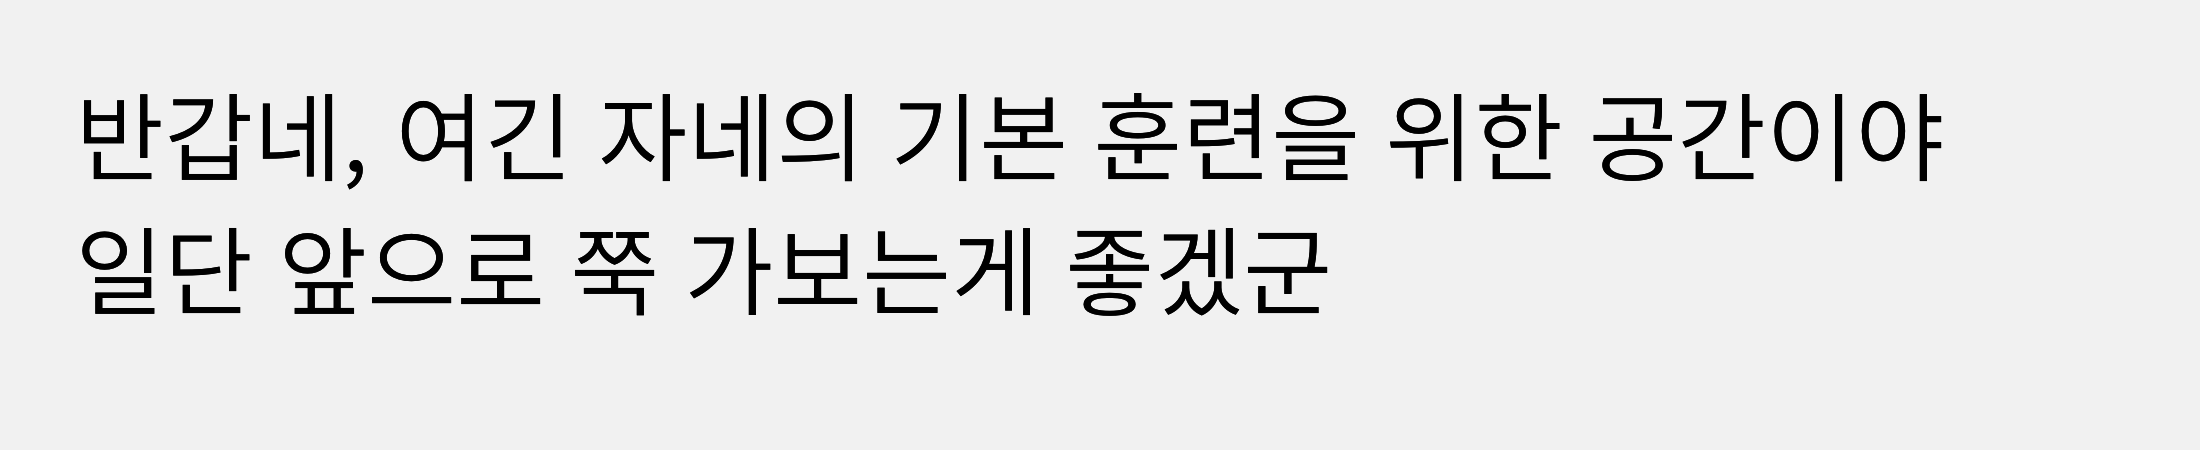 반갑네, 여긴 자네의 기본 훈련을 위한 공간이야
일단 앞으로 쭉 가보는게 좋겠군